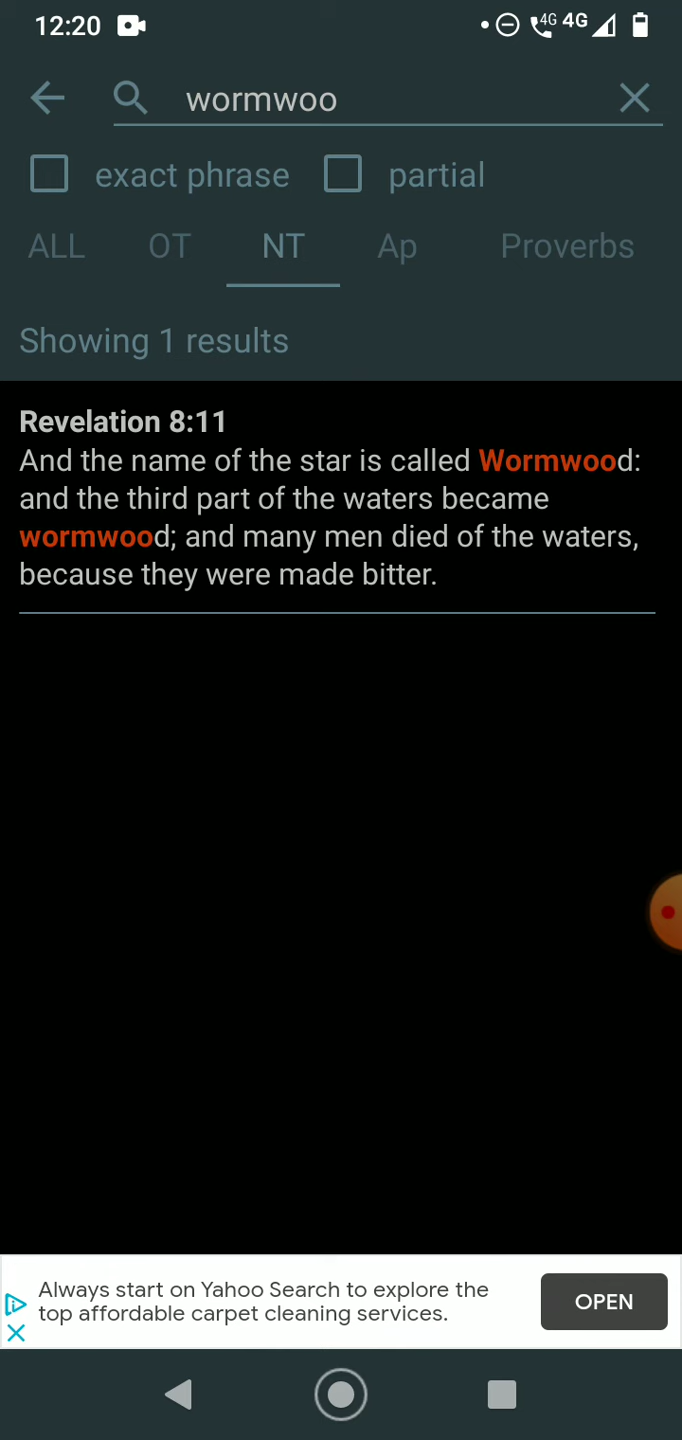 12:20
4G 4G
wormwoo
exact phrase partial
ALL OT NT Ap Proverbs
Showing 1 results
Revelation 8:11
And the name of the star is called Wormwood:
and the third part of the waters became
wormwood; and many men died of the waters,
because they were made bitter.
Always start on Yahoo Search to explore the
top affordable carpet cleaning services.
OPEN